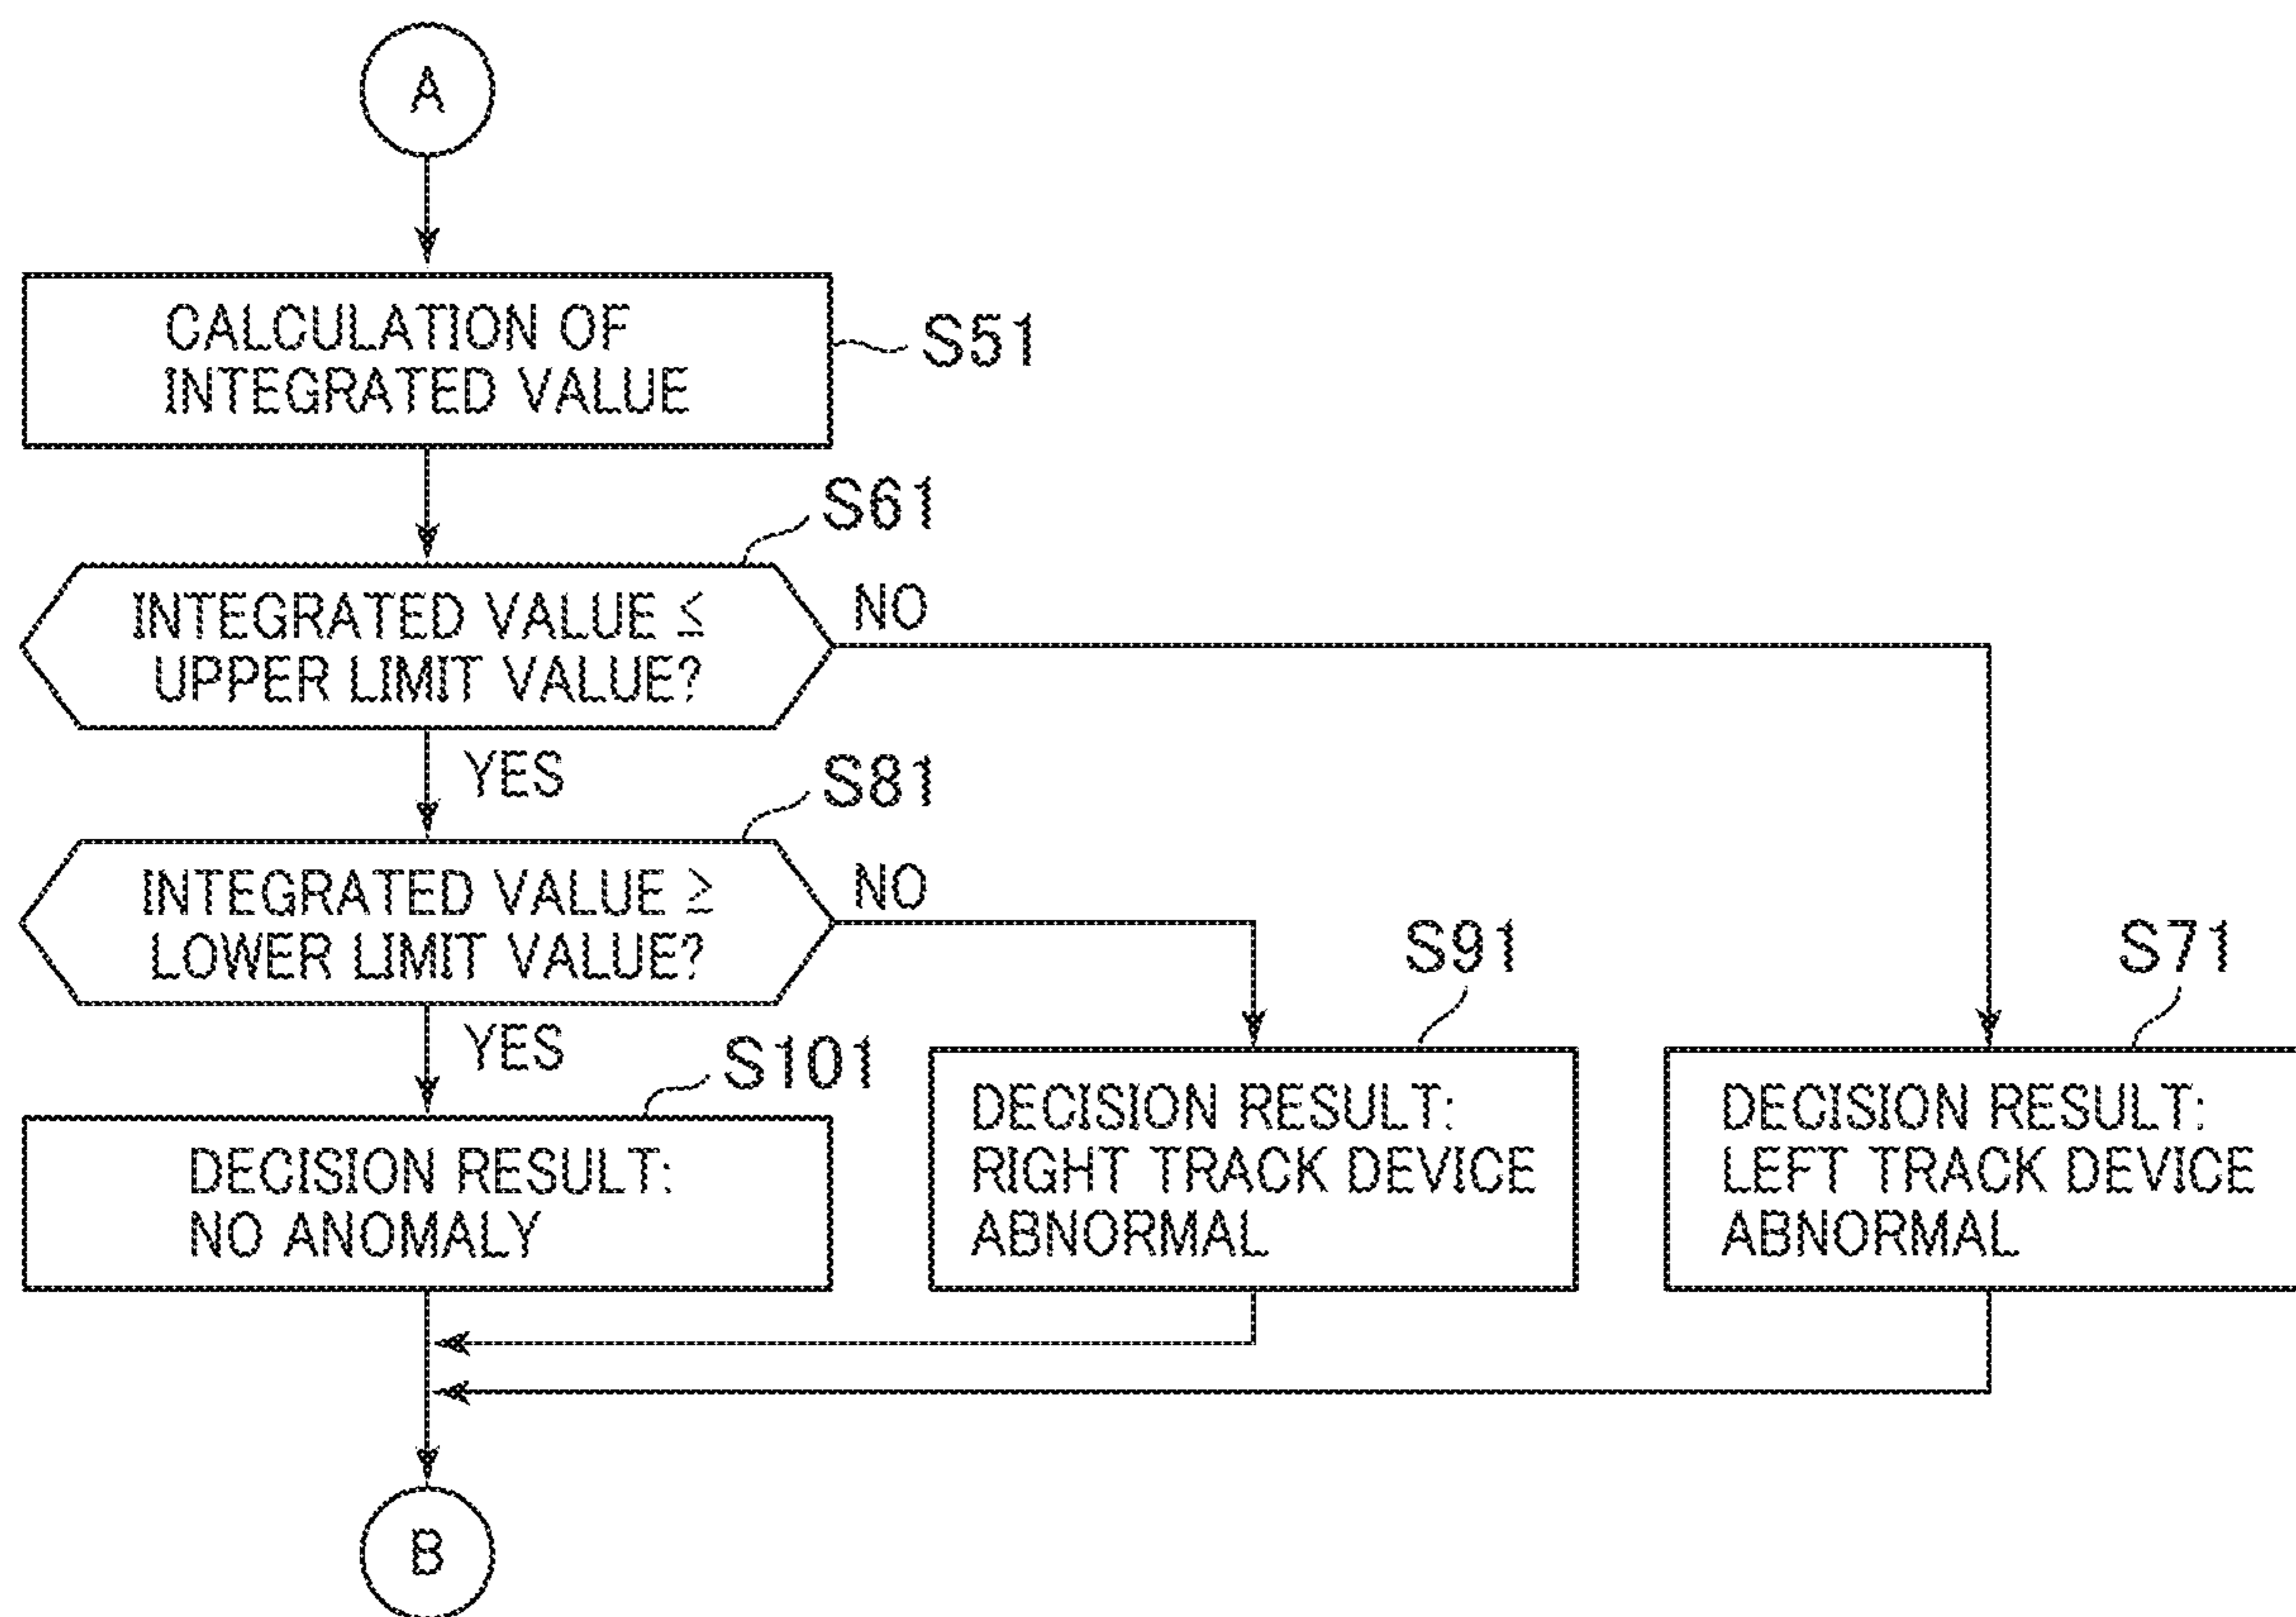 A
CALCULATION OF
INTEGRATED VALUE
S51
S61
INTEGRATED VALUE ≤
UPPER LIMIT VALUE?
NO
YES
S81
INTEGRATED VALUE ≥
LOWER LIMIT VALUE?
NO
YES
S101
DECISION RESULT:
NO ANOMALY
S91
DECISION RESULT:
RIGHT TRACK DEVICE
ABNORMAL
S71
DECISION RESULT:
LEFT TRACK DEVICE
ABNORMAL
B